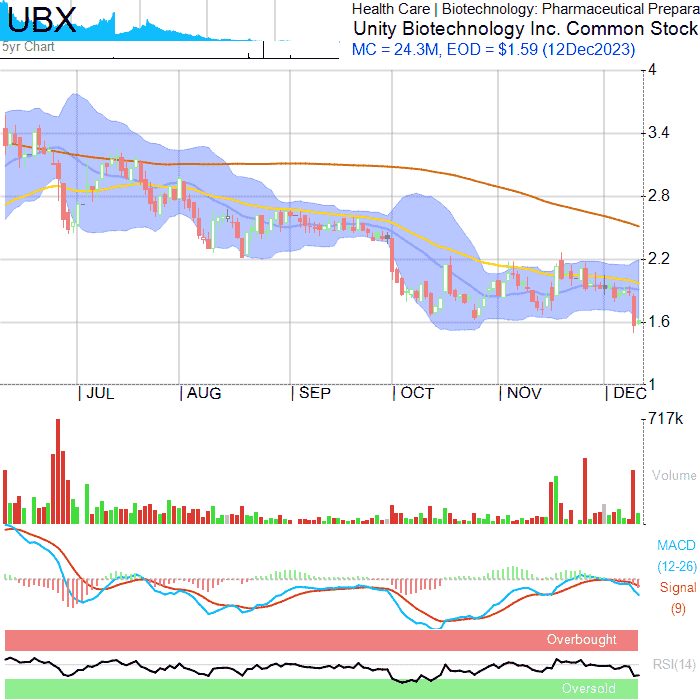 UBX
Health Care | Biotechnology: Pharmaceutical Prepara
Unity Biotechnology Inc. Common Stock
5yr Chart
MC = 24.3M, EOD = $1.59 (12Dec2023)
4
3.4
2.8
2.2
1.6
1
JUL AUG SEP OCT NOV DEC
717k
Volume
MACD
(12-26)
Signal
(9)
Overbought
RSI(14)
Oversold